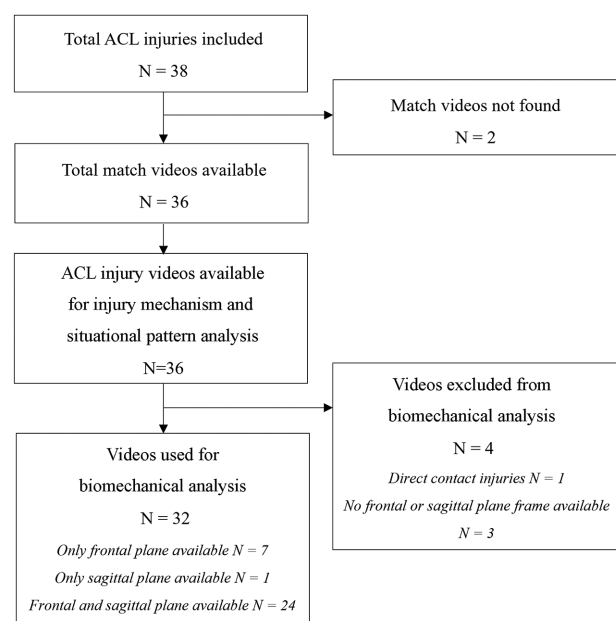 Total ACL injuries included
N = 38
Match videos not found
N = 2
Total match videos available
N = 36
ACL injury videos available
for injury mechanism and
situational pattern analysis
N=36
Videos excluded from
biomechanical analysis
N = 4
Direct contact injuries N = 1
No frontal or sagittal plane frame available
N = 3
Videos used for
biomechanical analysis
N = 32
Only frontal plane available N = 7
Only sagittal plane available N = 1
Frontal and sagittal plane available N = 24